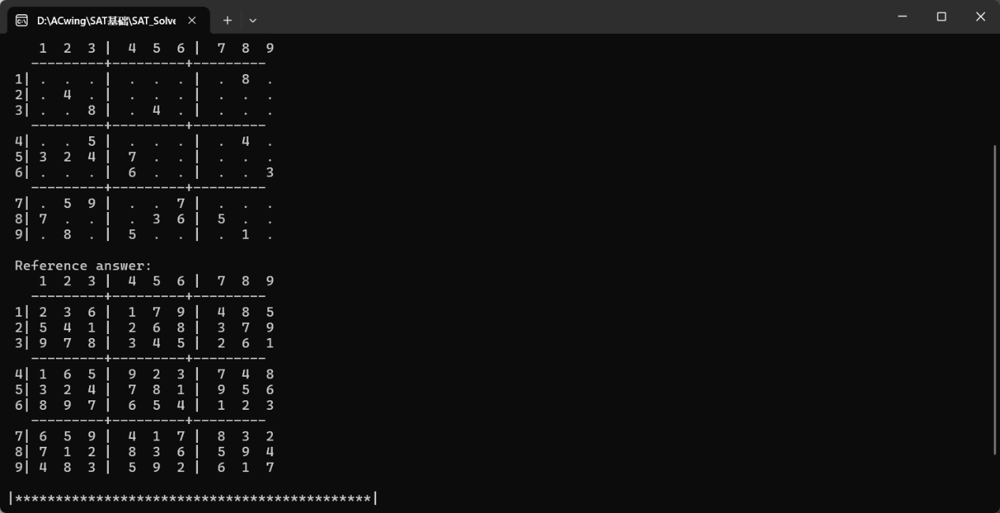 D:\ACwing\SAT基础\SAT_Solve
    1  2  3 |  4  5  6 |  7  8  9
   ---------+---------+---------
 1| .  .  . |  .  .  . |  .  8  .
 2| .  4  . |  .  .  . |  .  .  .
 3| .  .  8 |  .  4  . |  .  .  .
   ---------+---------+---------
 4| .  .  5 |  .  .  . |  .  4  .
 5| 3  2  4 |  7  .  . |  .  .  .
 6| .  .  . |  6  .  . |  .  .  3
   ---------+---------+---------
 7| .  5  9 |  .  .  7 |  .  .  .
 8| 7  .  . |  .  3  6 |  5  .  .
 9| .  8  . |  5  .  . |  .  1  .
 Reference answer:
    1  2  3 |  4  5  6 |  7  8  9
   ---------+---------+---------
 1| 2  3  6 |  1  7  9 |  4  8  5
 2| 5  4  1 |  2  6  8 |  3  7  9
 3| 9  7  8 |  3  4  5 |  2  6  1
   ---------+---------+---------
 4| 1  6  5 |  9  2  3 |  7  4  8
 5| 3  2  4 |  7  8  1 |  9  5  6
 6| 8  9  7 |  6  5  4 |  1  2  3
   ---------+---------+---------
 7| 6  5  9 |  4  1  7 |  8  3  2
 8| 7  1  2 |  8  3  6 |  5  9  4
 9| 4  8  3 |  5  9  2 |  6  1  7
|********************************************|